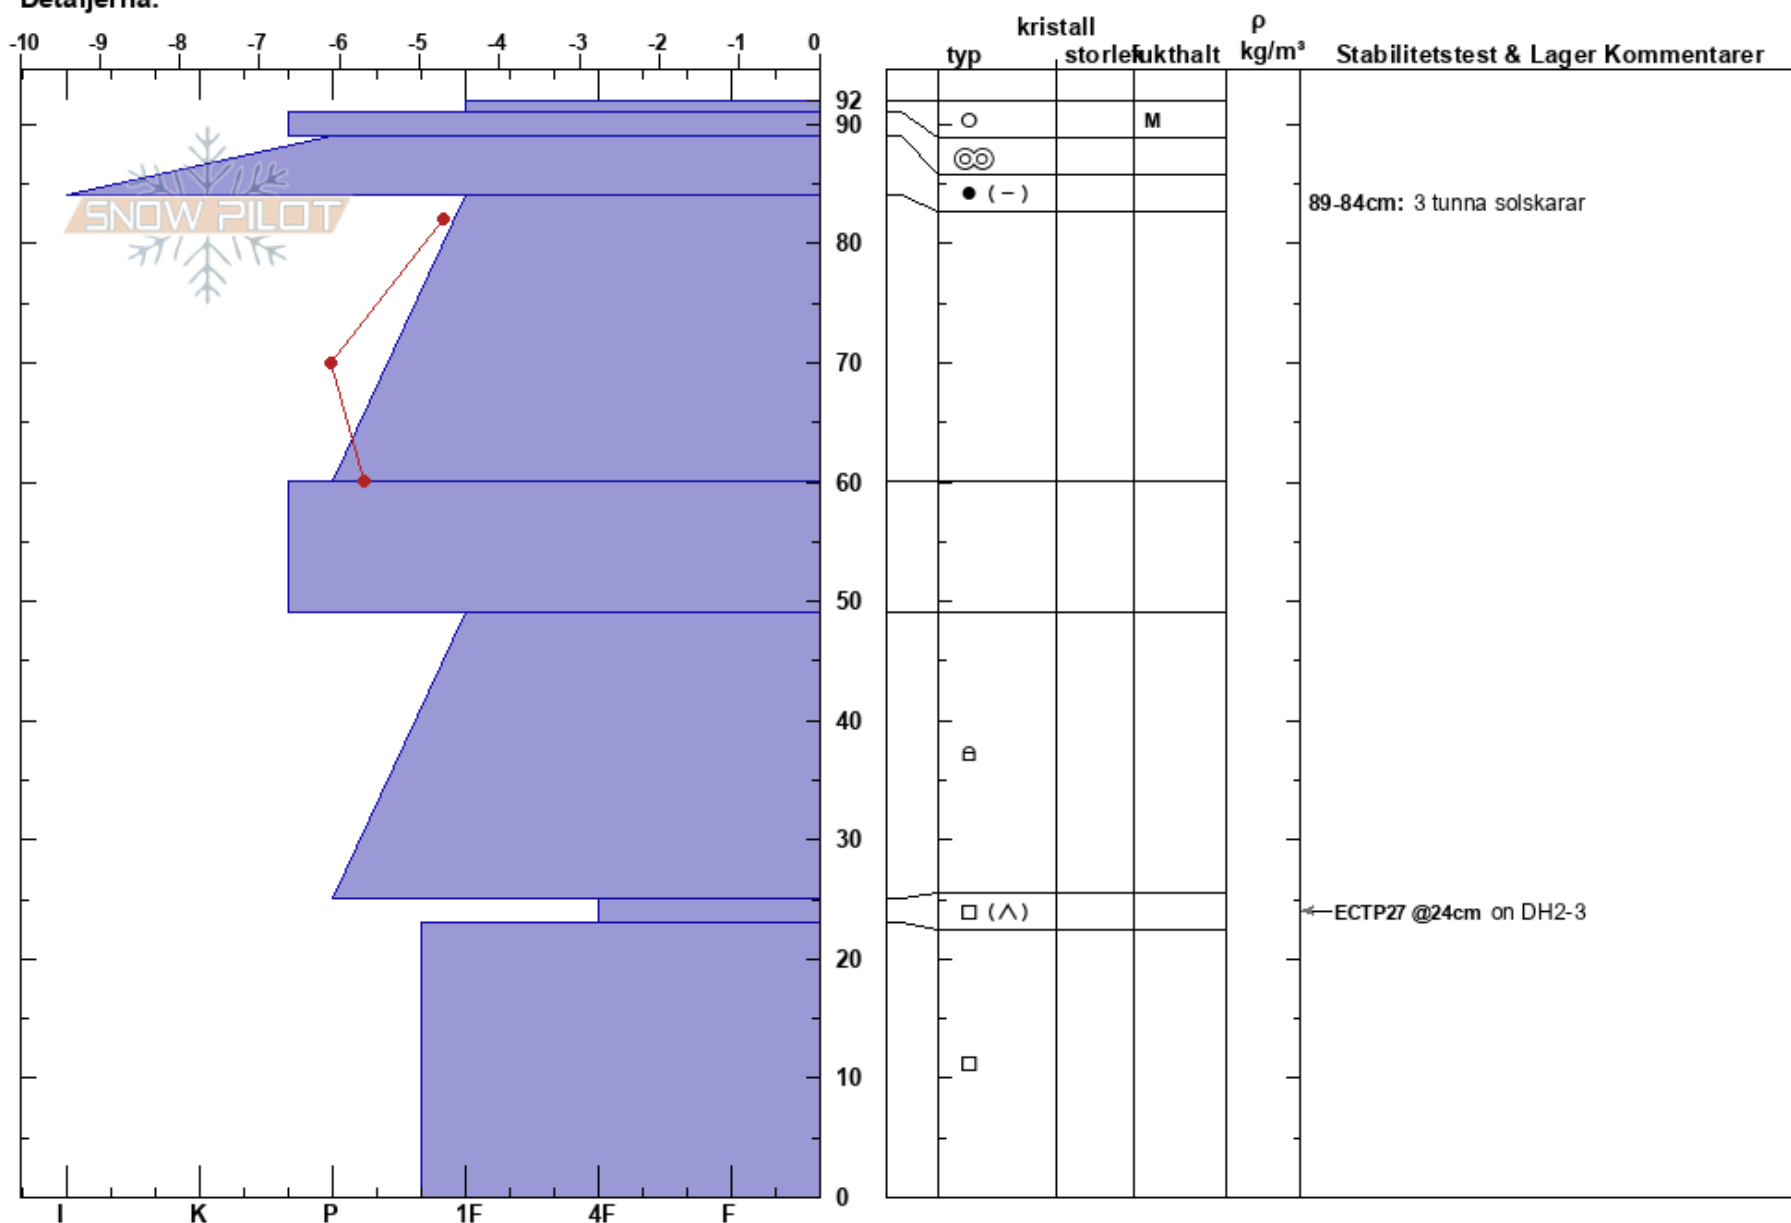 Detaljerna:
kristall ρ
-10 -9 -8 -7 -6 -5 -4 -3 -2 -1 0 typ storlek fukthalt kg/m³ Stabilitetstest & Lager Kommentarer
92
90 M
SNOW PILOT
(–)
89-84cm: 3 tunna solskarar
80
70
60
50
40
30
(Λ) ECTP27 @24cm on DH2-3
20
10
0
I K P 1F 4F F